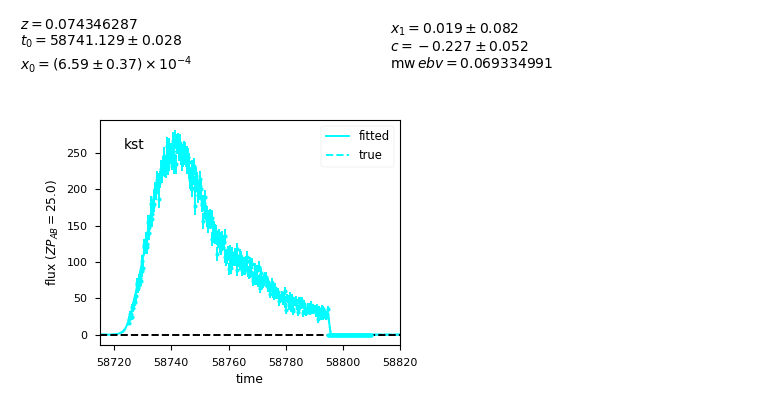 z = 0.074346287
t₀ = 58741.129 ± 0.028
x₀ = (6.59 ± 0.37) × 10⁻⁴
x₁ = 0.019 ± 0.082
c = −0.227 ± 0.052
mw ebv = 0.069334991
kst
fitted
true
flux (ZP_AB = 25.0)
250
200
150
100
50
0
58720 58740 58760 58780 58800 58820
time